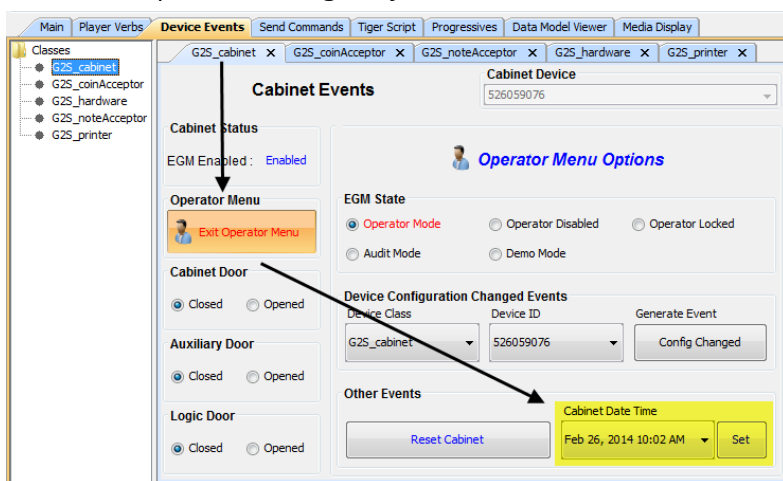 Main Player Verbs Device Events Send Commands Tiger Script Progressives Data Model Viewer Media Display
Classes
G2S_cabinet
G2S_coinAcceptor
G2S_hardware
G2S_noteAcceptor
G2S_printer
G2S_cabinet X G2S_coinAcceptor X G2S_noteAcceptor X G2S_hardware X G2S_printer X
Cabinet Events
Cabinet Device
526059076
Cabinet Status
EGM Enabled : Enabled
Operator Menu
Exit Operator Menu
Cabinet Door
Closed Opened
Auxiliary Door
Closed Opened
Logic Door
Closed Opened
Operator Menu Options
EGM State
Operator Mode Operator Disabled Operator Locked
Audit Mode Demo Mode
Device Configuration Changed Events
Device Class Device ID Generate Event
G2S_cabinet 526059076 Config Changed
Other Events
Cabinet Date Time
Reset Cabinet Feb 26, 2014 10:02 AM Set